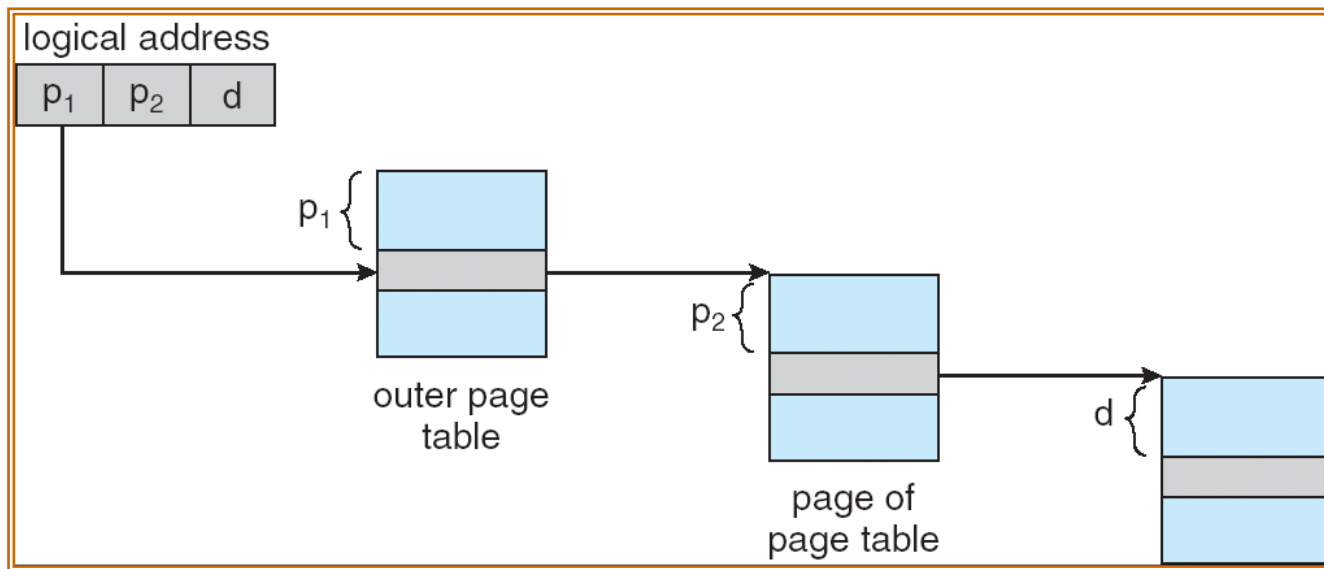 logical address
p₁ p₂ d
p₁
outer page
table
p₂
page of
page table
d